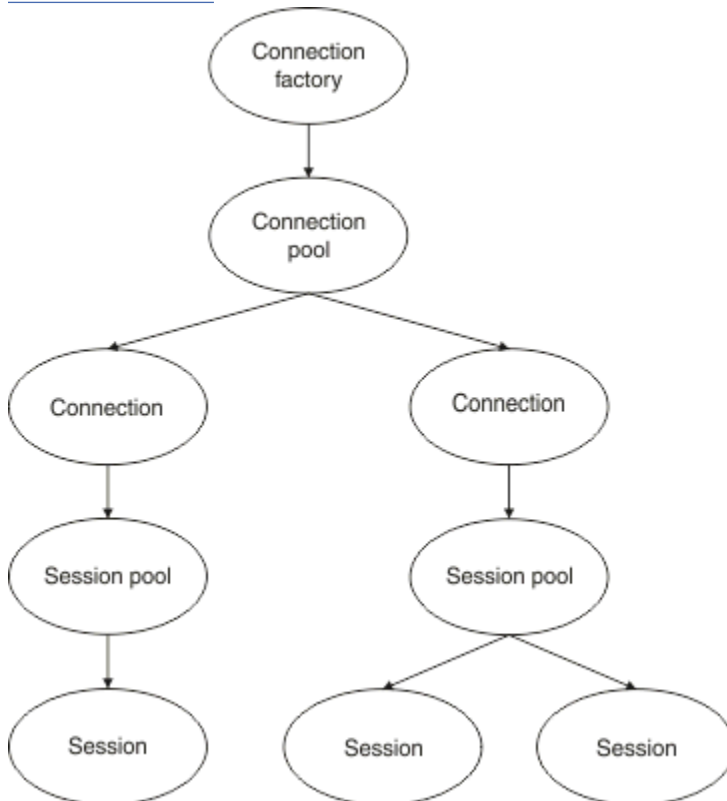 Connection
factory
Connection
pool
Connection
Connection
Session pool
Session pool
Session
Session
Session